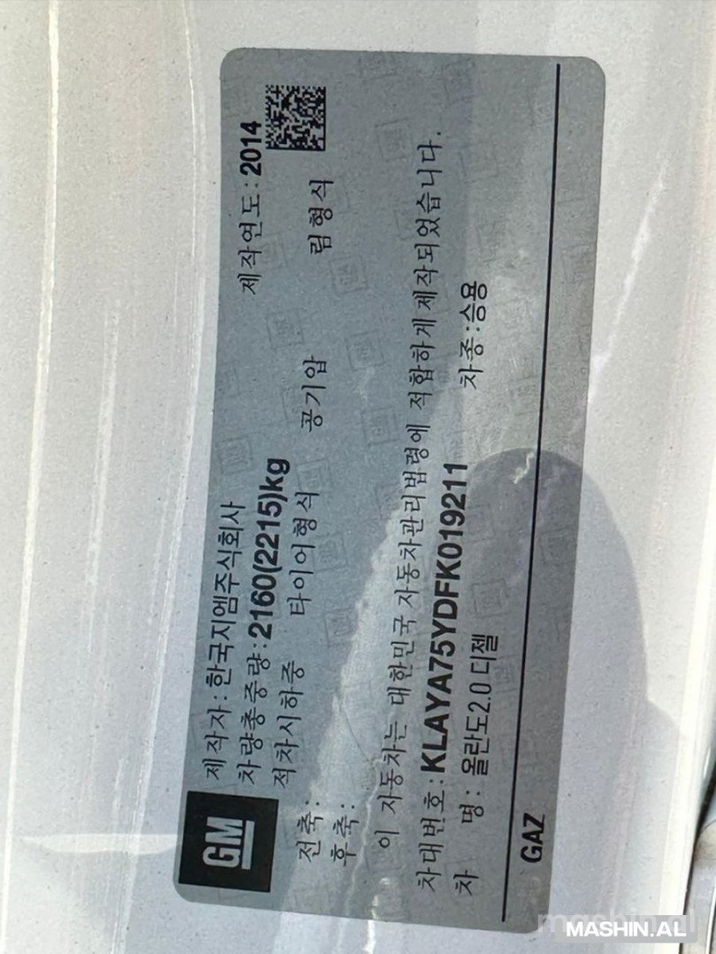 GM
제작자:한국지엠주식회사 제작연도:2014
차량총중량:2160(2215)kg
적차시하중 타이어형식 공기압 림형식
전축:
후축:
이 자동차는 대한민국 자동차관리법령에 적합하게 제작되었습니다.
차대번호:KLAYA75YDFK019211
차 명:올란도2.0 디젤 차종:승용
GAZ
mashin.al
MASHIN.AL